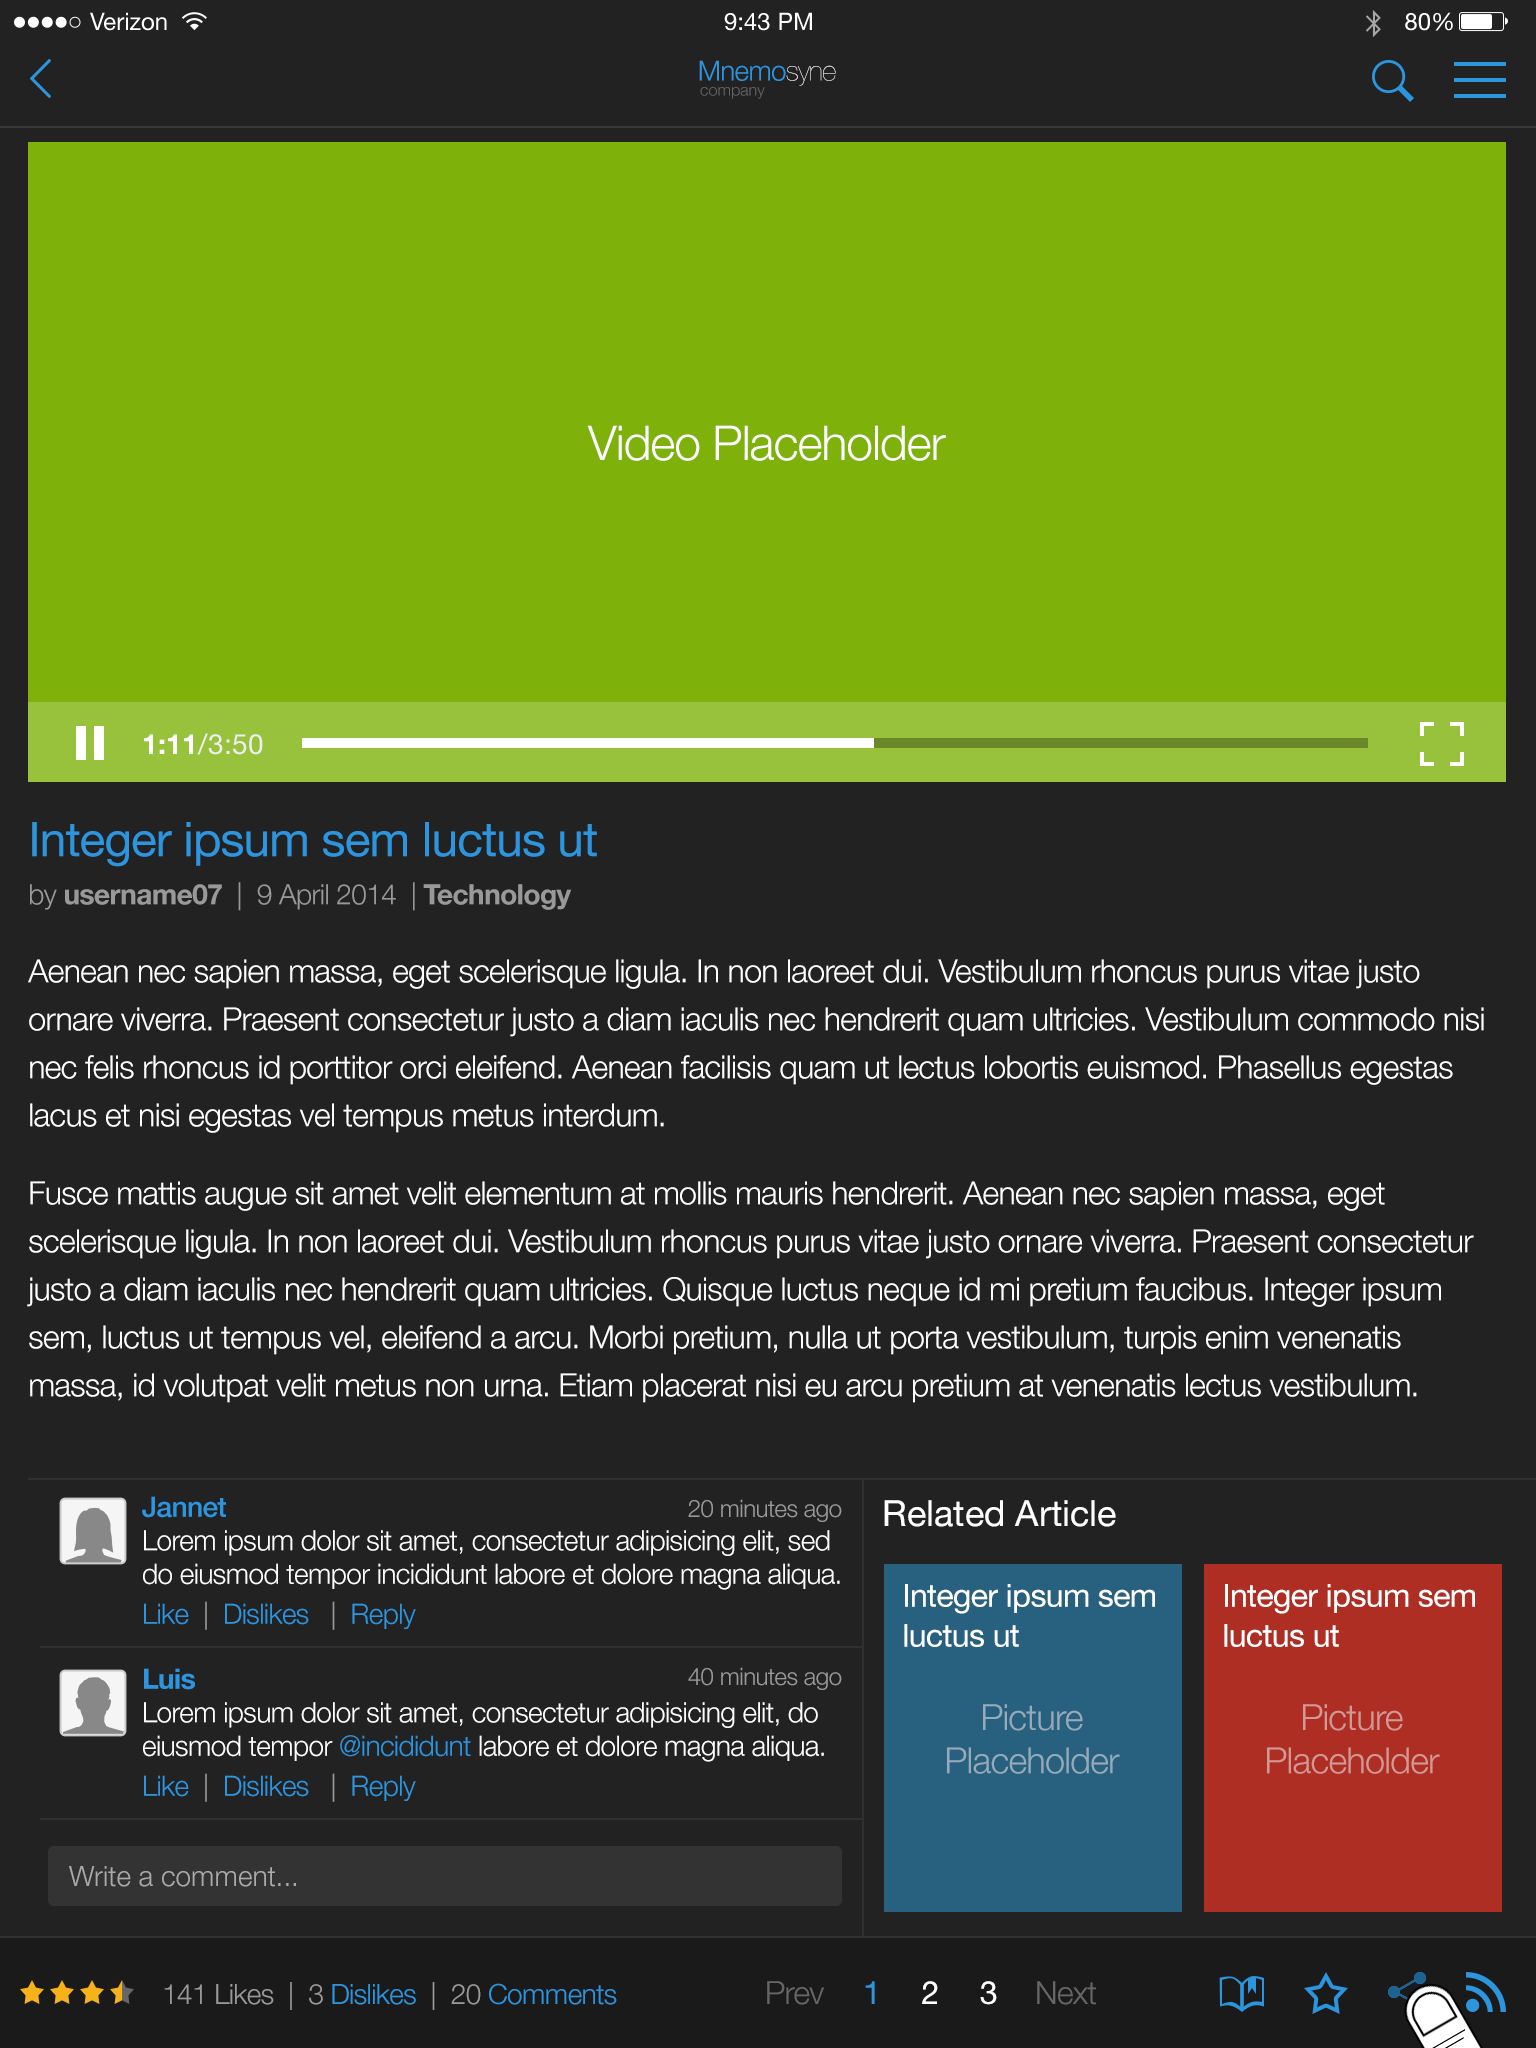 Verizon
9:43 PM
80%
Mnemosyne
company
Video Placeholder
1:11/3:50
Integer ipsum sem luctus ut
by username07 | 9 April 2014 | Technology
Aenean nec sapien massa, eget scelerisque ligula. In non laoreet dui. Vestibulum rhoncus purus vitae justo
ornare viverra. Praesent consectetur justo a diam iaculis nec hendrerit quam ultricies. Vestibulum commodo nisi
nec felis rhoncus id porttitor orci eleifend. Aenean facilisis quam ut lectus lobortis euismod. Phasellus egestas
lacus et nisi egestas vel tempus metus interdum.
Fusce mattis augue sit amet velit elementum at mollis mauris hendrerit. Aenean nec sapien massa, eget
scelerisque ligula. In non laoreet dui. Vestibulum rhoncus purus vitae justo ornare viverra. Praesent consectetur
justo a diam iaculis nec hendrerit quam ultricies. Quisque luctus neque id mi pretium faucibus. Integer ipsum
sem, luctus ut tempus vel, eleifend a arcu. Morbi pretium, nulla ut porta vestibulum, turpis enim venenatis
massa, id volutpat velit metus non urna. Etiam placerat nisi eu arcu pretium at venenatis lectus vestibulum.
Jannet
20 minutes ago
Lorem ipsum dolor sit amet, consectetur adipisicing elit, sed
do eiusmod tempor incididunt labore et dolore magna aliqua.
Like | Dislikes | Reply
Luis
40 minutes ago
Lorem ipsum dolor sit amet, consectetur adipisicing elit, do
eiusmod tempor @incididunt labore et dolore magna aliqua.
Like | Dislikes | Reply
Write a comment...
Related Article
Integer ipsum sem
luctus ut
Picture
Placeholder
Integer ipsum sem
luctus ut
Picture
Placeholder
141 Likes | 3 Dislikes | 20 Comments
Prev 1 2 3 Next